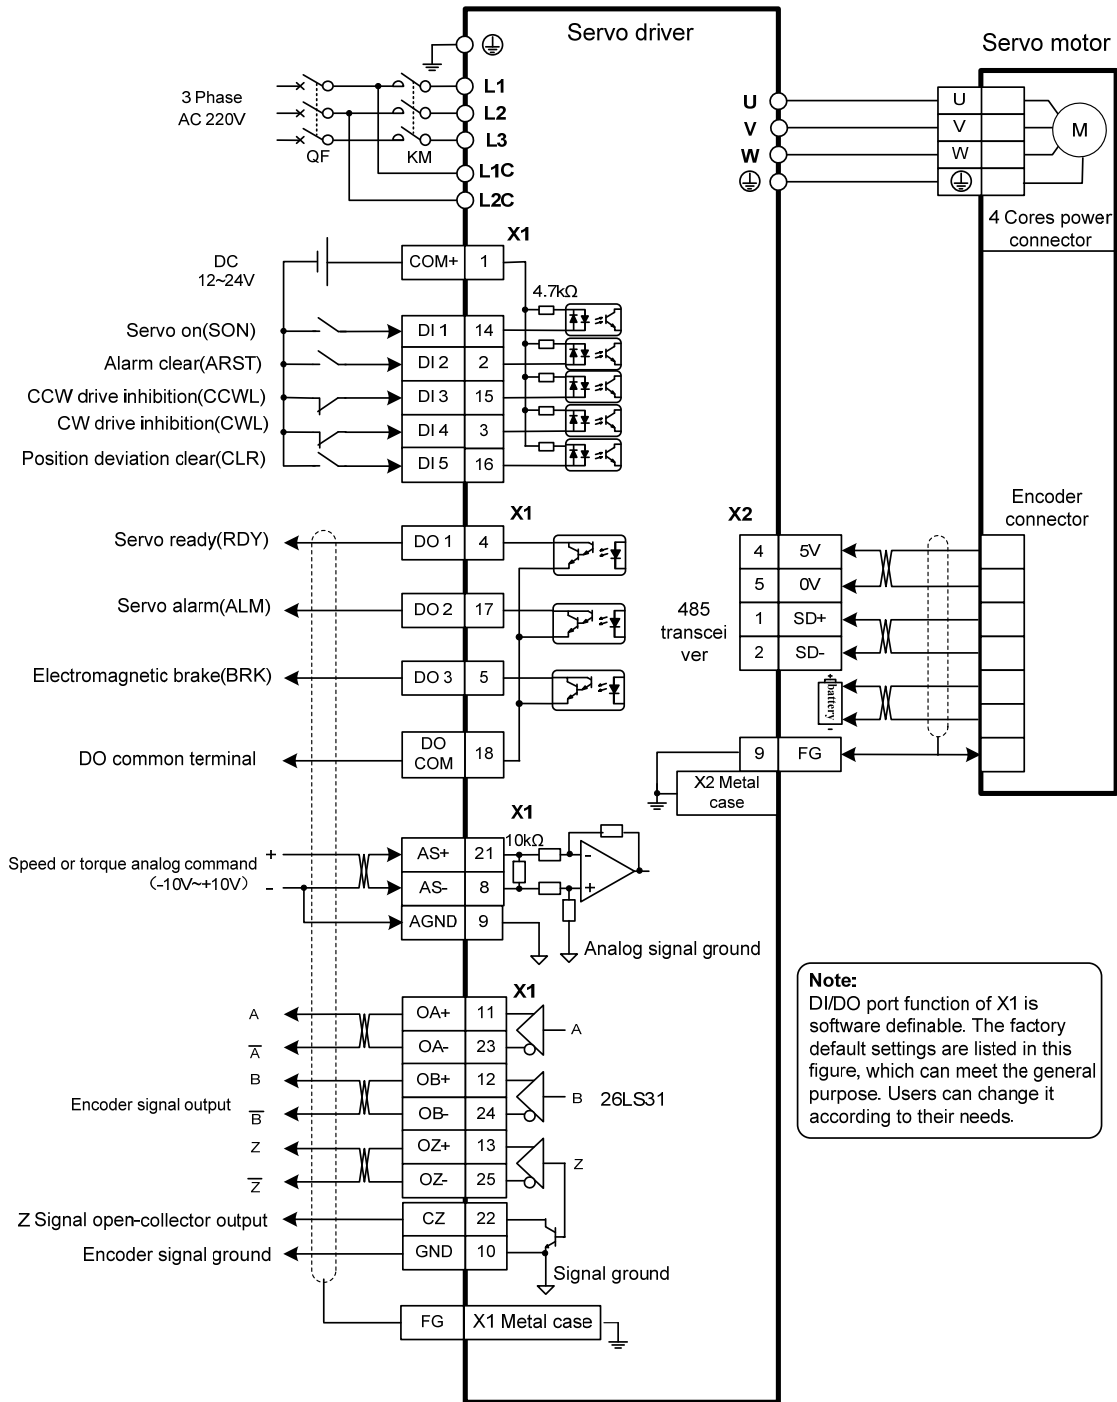 Servo driver
Servo motor
3 Phase
AC 220V
QF
KM
L1
L2
L3
L1C
L2C
U
V
W
U
V
W
M
4 Cores power
connector
X1
DC
12~24V
COM+ 1
4.7kΩ
Servo on(SON) DI 1 14
Alarm clear(ARST) DI 2 2
CCW drive inhibition(CCWL) DI 3 15
CW drive inhibition(CWL) DI 4 3
Position deviation clear(CLR) DI 5 16
X1
Servo ready(RDY) DO 1 4
Servo alarm(ALM) DO 2 17
Electromagnetic brake(BRK) DO 3 5
DO common terminal
DO
COM
18
X2
Encoder
connector
4 5V
5 0V
1 SD+
2 SD-
485
transcei
ver
+
battery
-
9 FG
X2 Metal
case
X1
10kΩ
Speed or torque analog command
(-10V~+10V)
+
-
AS+ 21
AS- 8
AGND 9
-
+
Analog signal ground
X1
A OA+ 11
A̅ OA- 23
A
B OB+ 12
B̅ OB- 24
B
26LS31
Encoder signal output
Z OZ+ 13
Z̅ OZ- 25
Z
Z Signal open-collector output CZ 22
Encoder signal ground GND 10
Signal ground
FG X1 Metal case
Note:
DI/DO port function of X1 is
software definable. The factory
default settings are listed in this
figure, which can meet the general
purpose. Users can change it
according to their needs.